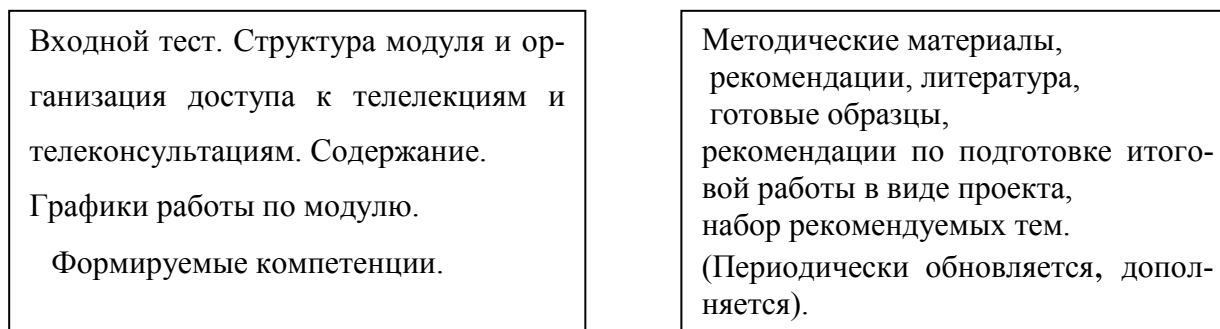 Входной тест. Структура модуля и ор-
ганизация доступа к телелекциям и
телеконсультациям. Содержание.
Графики работы по модулю.
Формируемые компетенции.
Методические материалы,
рекомендации, литература,
готовые образцы,
рекомендации по подготовке итого-
вой работы в виде проекта,
набор рекомендуемых тем.
(Периодически обновляется, допол-
няется).